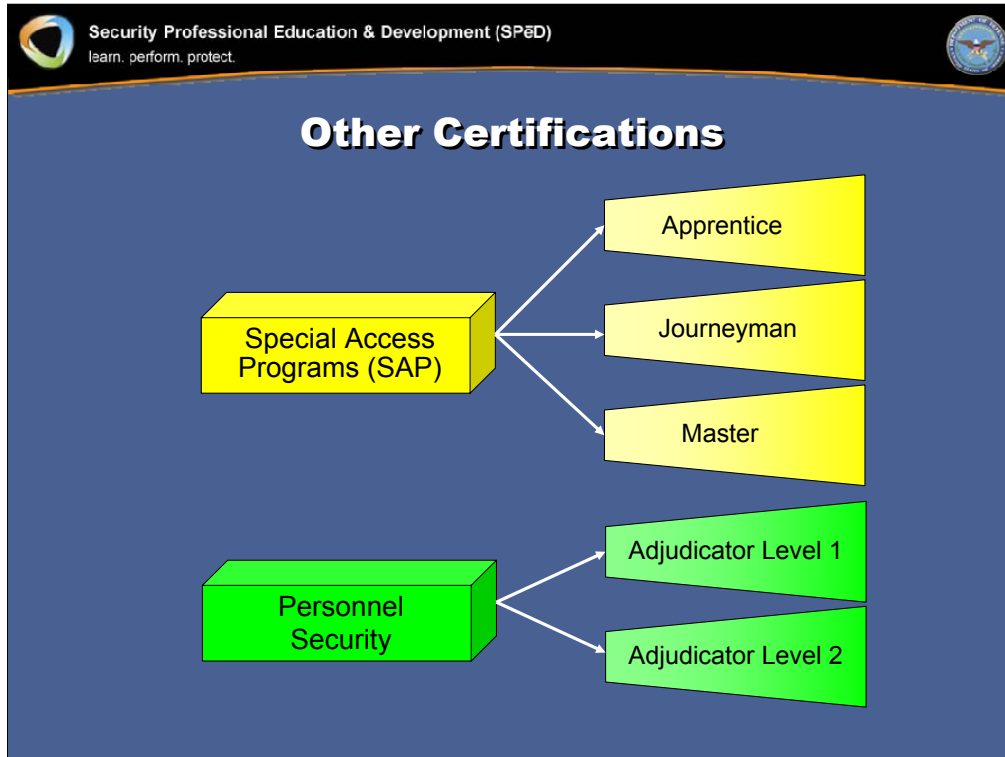 Security Professional Education & Development (SPēD)
learn. perform. protect.
Other Certifications
Special Access
Programs (SAP)
Apprentice
Journeyman
Master
Personnel
Security
Adjudicator Level 1
Adjudicator Level 2